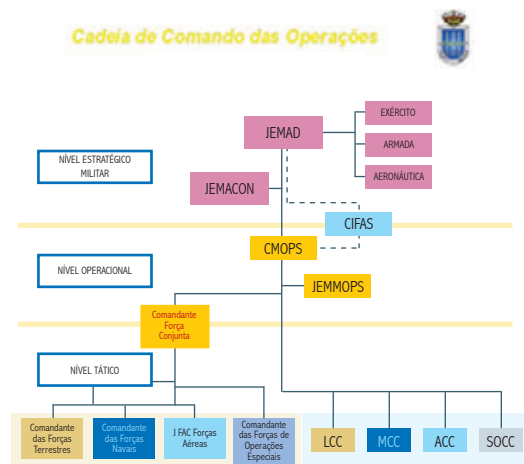 Cadeia de Comando das Operações
EXÉRCITO
JEMAD
ARMADA
NÍVEL ESTRATÉGICO
MILITAR
AERONÁUTICA
JEMACON
CIFAS
CMOPS
NÍVEL OPERACIONAL
JEMMOPS
Comandante
Força
Conjunta
NÍVEL TÁTICO
Comandante
das Forças
Terrestres
Comandante
das Forças
Navais
J FAC Forças
Aéreas
Comandante
das Forças de
Operações
Especiais
LCC
MCC
ACC
SOCC